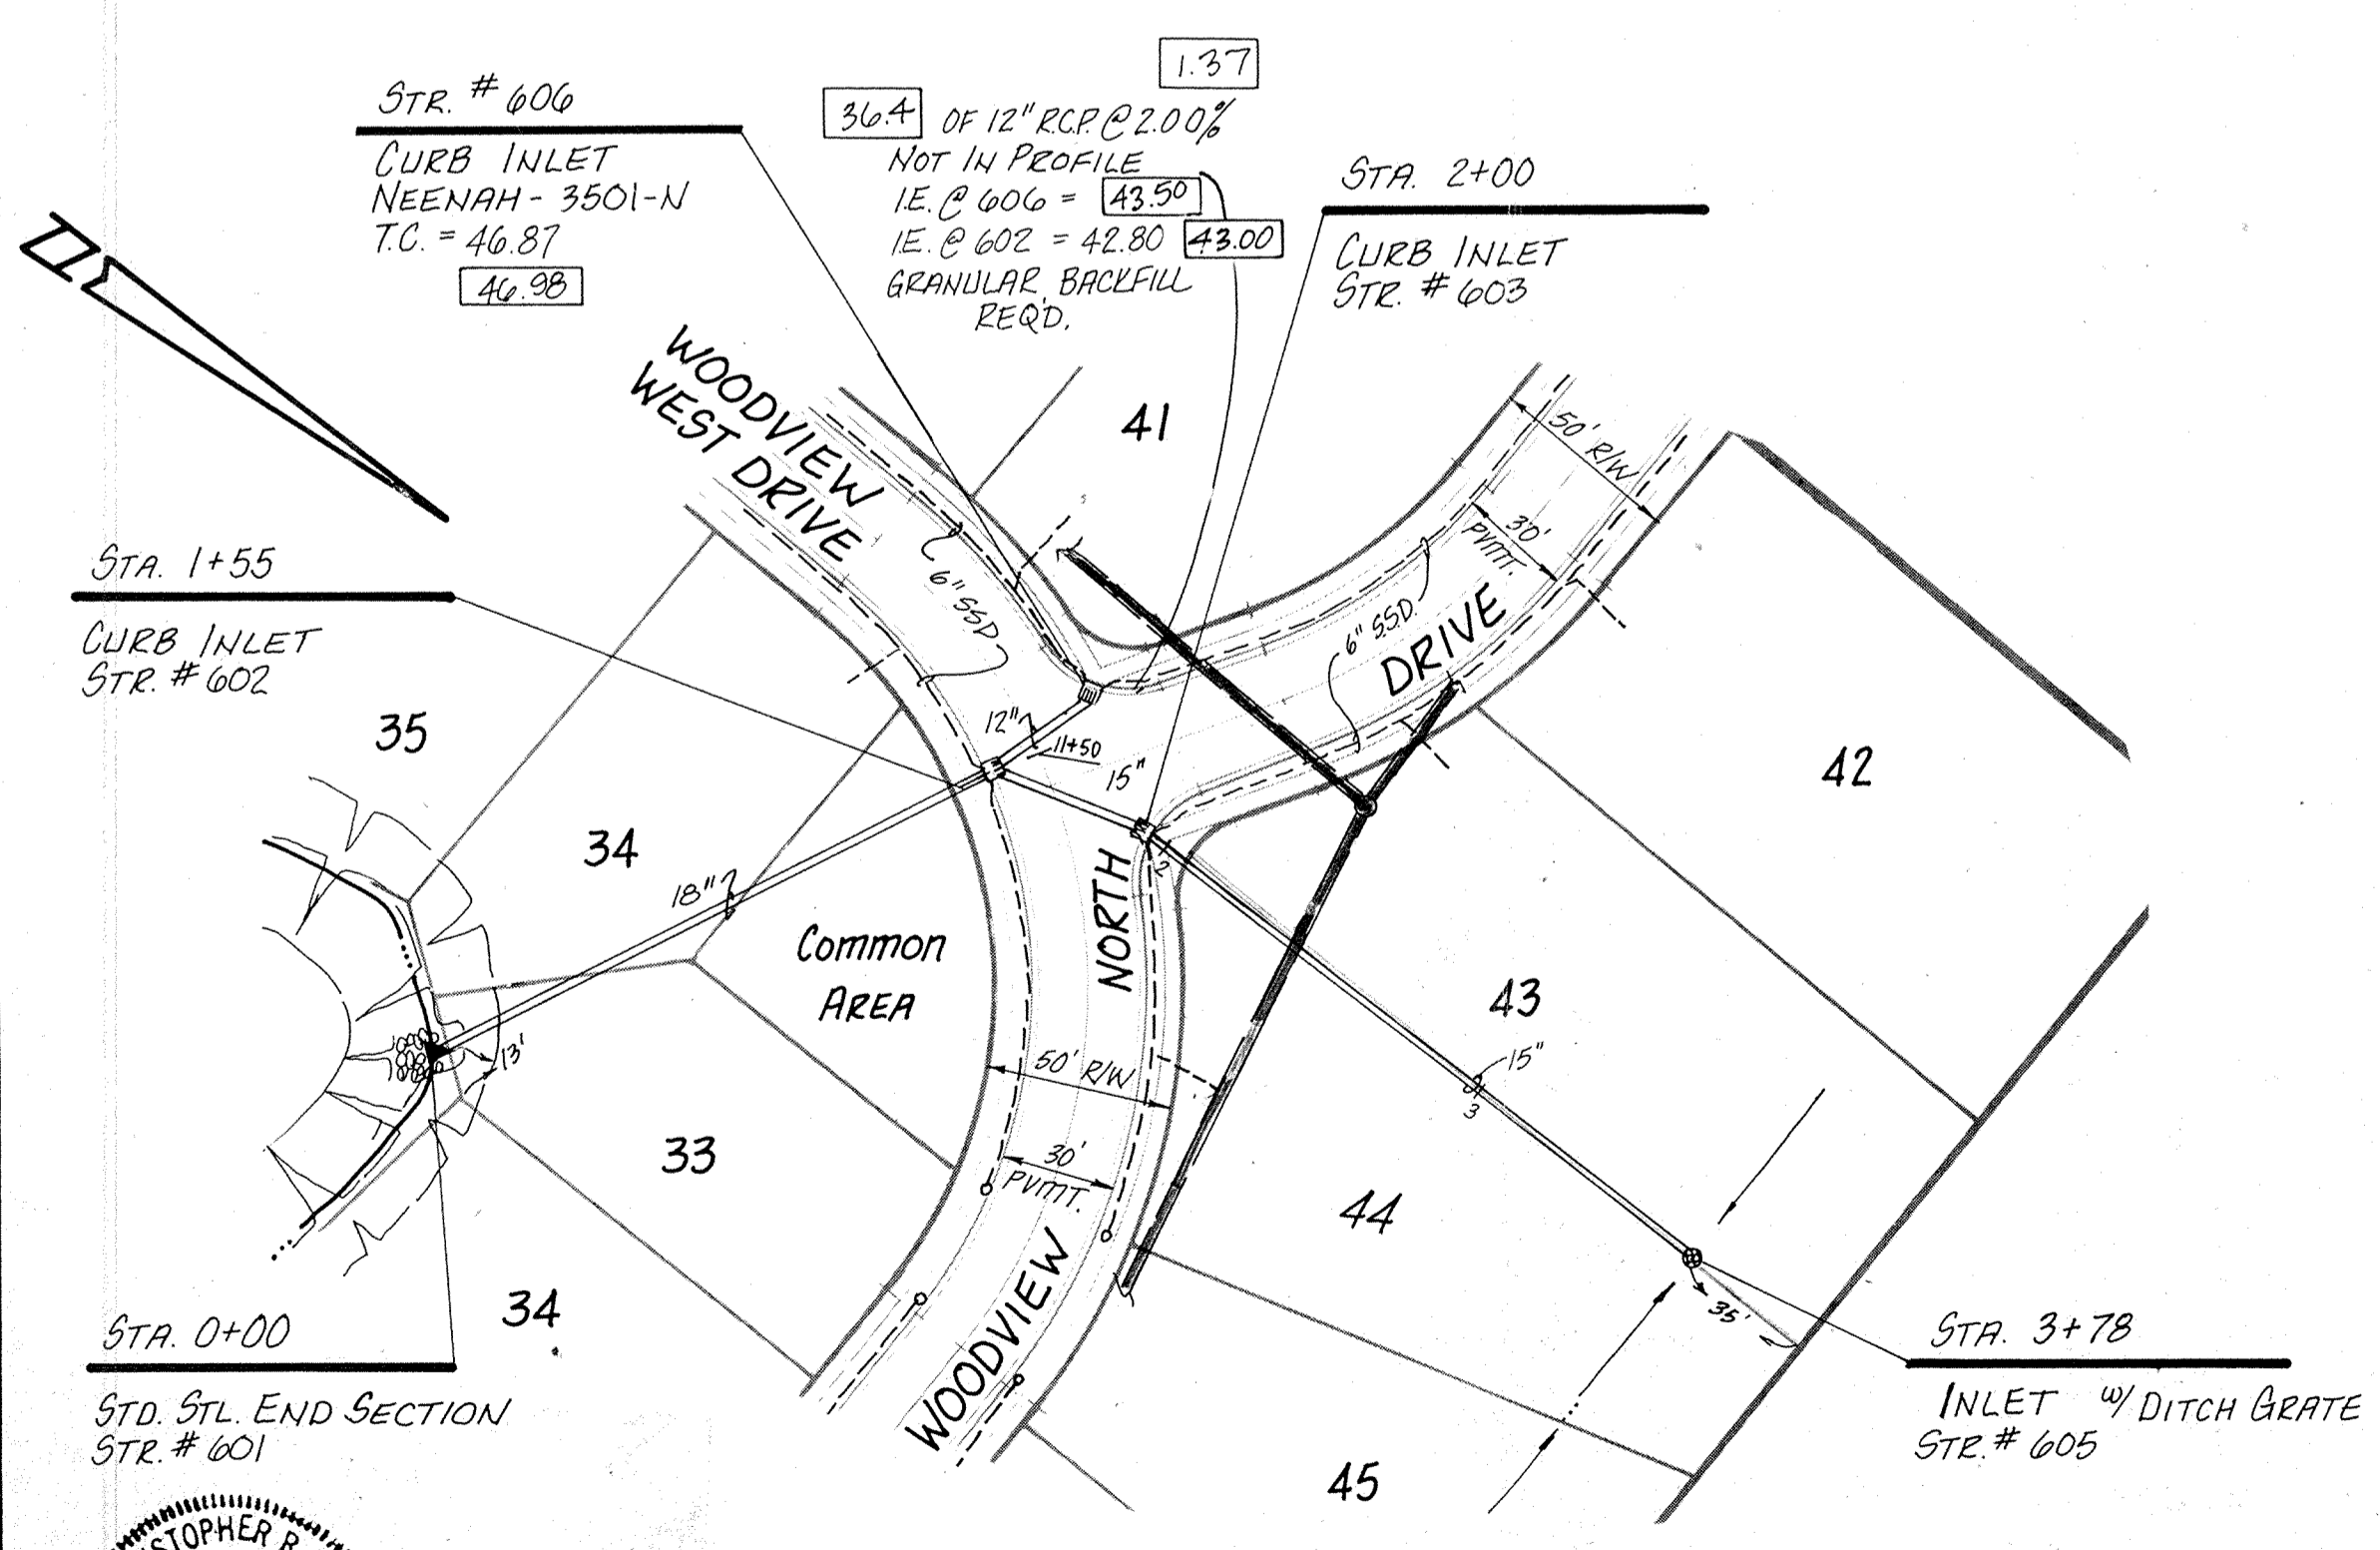 1.37
STR. # 606
CURB INLET
NEENAH - 3501-N
T.C. = 46.87
46.98
36.4 OF 12" R.C.P. @ 2.00%
NOT IN PROFILE
I.E. @ 606 = 43.50
I.E. @ 602 = 42.80 43.00
GRANULAR BACKFILL
REQ'D.
STA. 2+00
CURB INLET
STR. # 603
WOODVIEW
WEST DRIVE
41
50' R/W
30'
PVMT.
6" SSD
6" S.S.D.
DRIVE
STA. 1+55
CURB INLET
STR. # 602
35
12"
11+50
15"
42
34
18"
2
NORTH
Common
AREA
43
13'
50' R/W
15"
3
33
30'
PVMT.
44
WOODVIEW
34
35'
STA. 0+00
STD. STL. END SECTION
STR. # 601
STA. 3+78
INLET W/ DITCH GRATE
STR. # 605
45
STOPHER R.